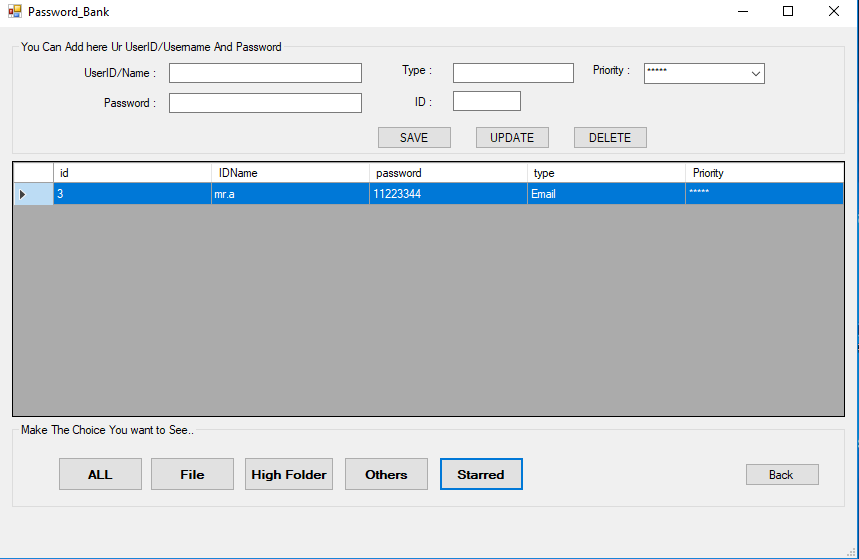 Password_Bank
You Can Add here Ur UserID/Username And Password
UserID/Name : Type : Priority : *****
Password : ID :
SAVE UPDATE DELETE
id IDName password type Priority
3 mr.a 11223344 Email *****
Make The Choice You want to See..
ALL File High Folder Others Starred Back